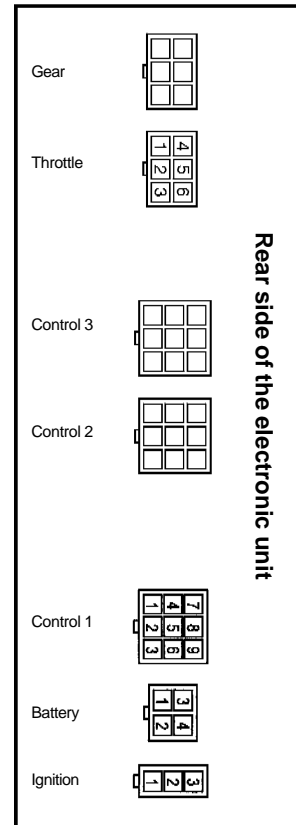 Gear
Throttle
1 4
2 5
3 6
Rear side of the electronic unit
Control 3
Control 2
Control 1
1 4 7
2 5 8
3 6 9
Battery
1 3
2 4
Ignition
1 2 3